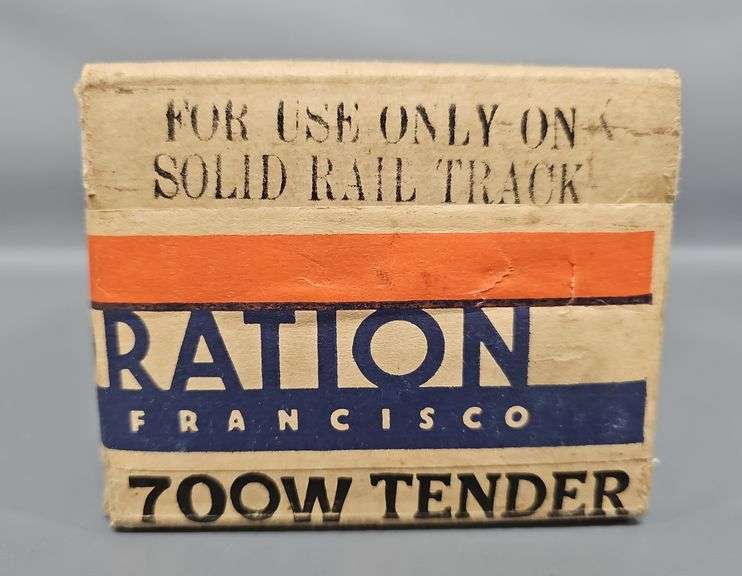 FOR USE ONLY ON
SOLID RAIL TRACK
RATION
FRANCISCO
700W TENDER